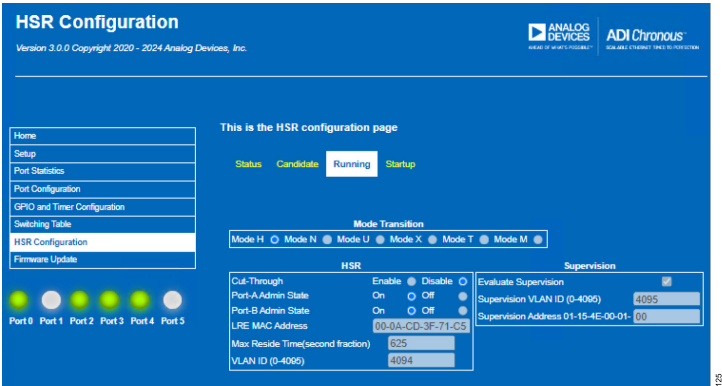 HSR Configuration
Version 3.0.0 Copyright 2020 - 2024 Analog Devices, Inc.
ANALOG DEVICES
AHEAD OF WHAT'S POSSIBLE™
ADI Chronous™
SCALABLE ETHERNET TIMED TO PERFECTION
This is the HSR configuration page
Home
Setup
Port Statistics
Port Configuration
GPIO and Timer Configuration
Switching Table
HSR Configuration
Firmware Update
Status Candidate Running Startup
Port 0 Port 1 Port 2 Port 3 Port 4 Port 5
Mode Transition
Mode H Mode N Mode U Mode X Mode T Mode M
HSR
Cut-Through Enable Disable
Port-A Admin State On Off
Port-B Admin State On Off
LRE MAC Address 00-0A-CD-3F-71-C5
Max Reside Time(second fraction) 625
VLAN ID (0-4095) 4094
Supervision
Evaluate Supervision
Supervision VLAN ID (0-4095) 4095
Supervision Address 01-15-4E-00-01- 00
125